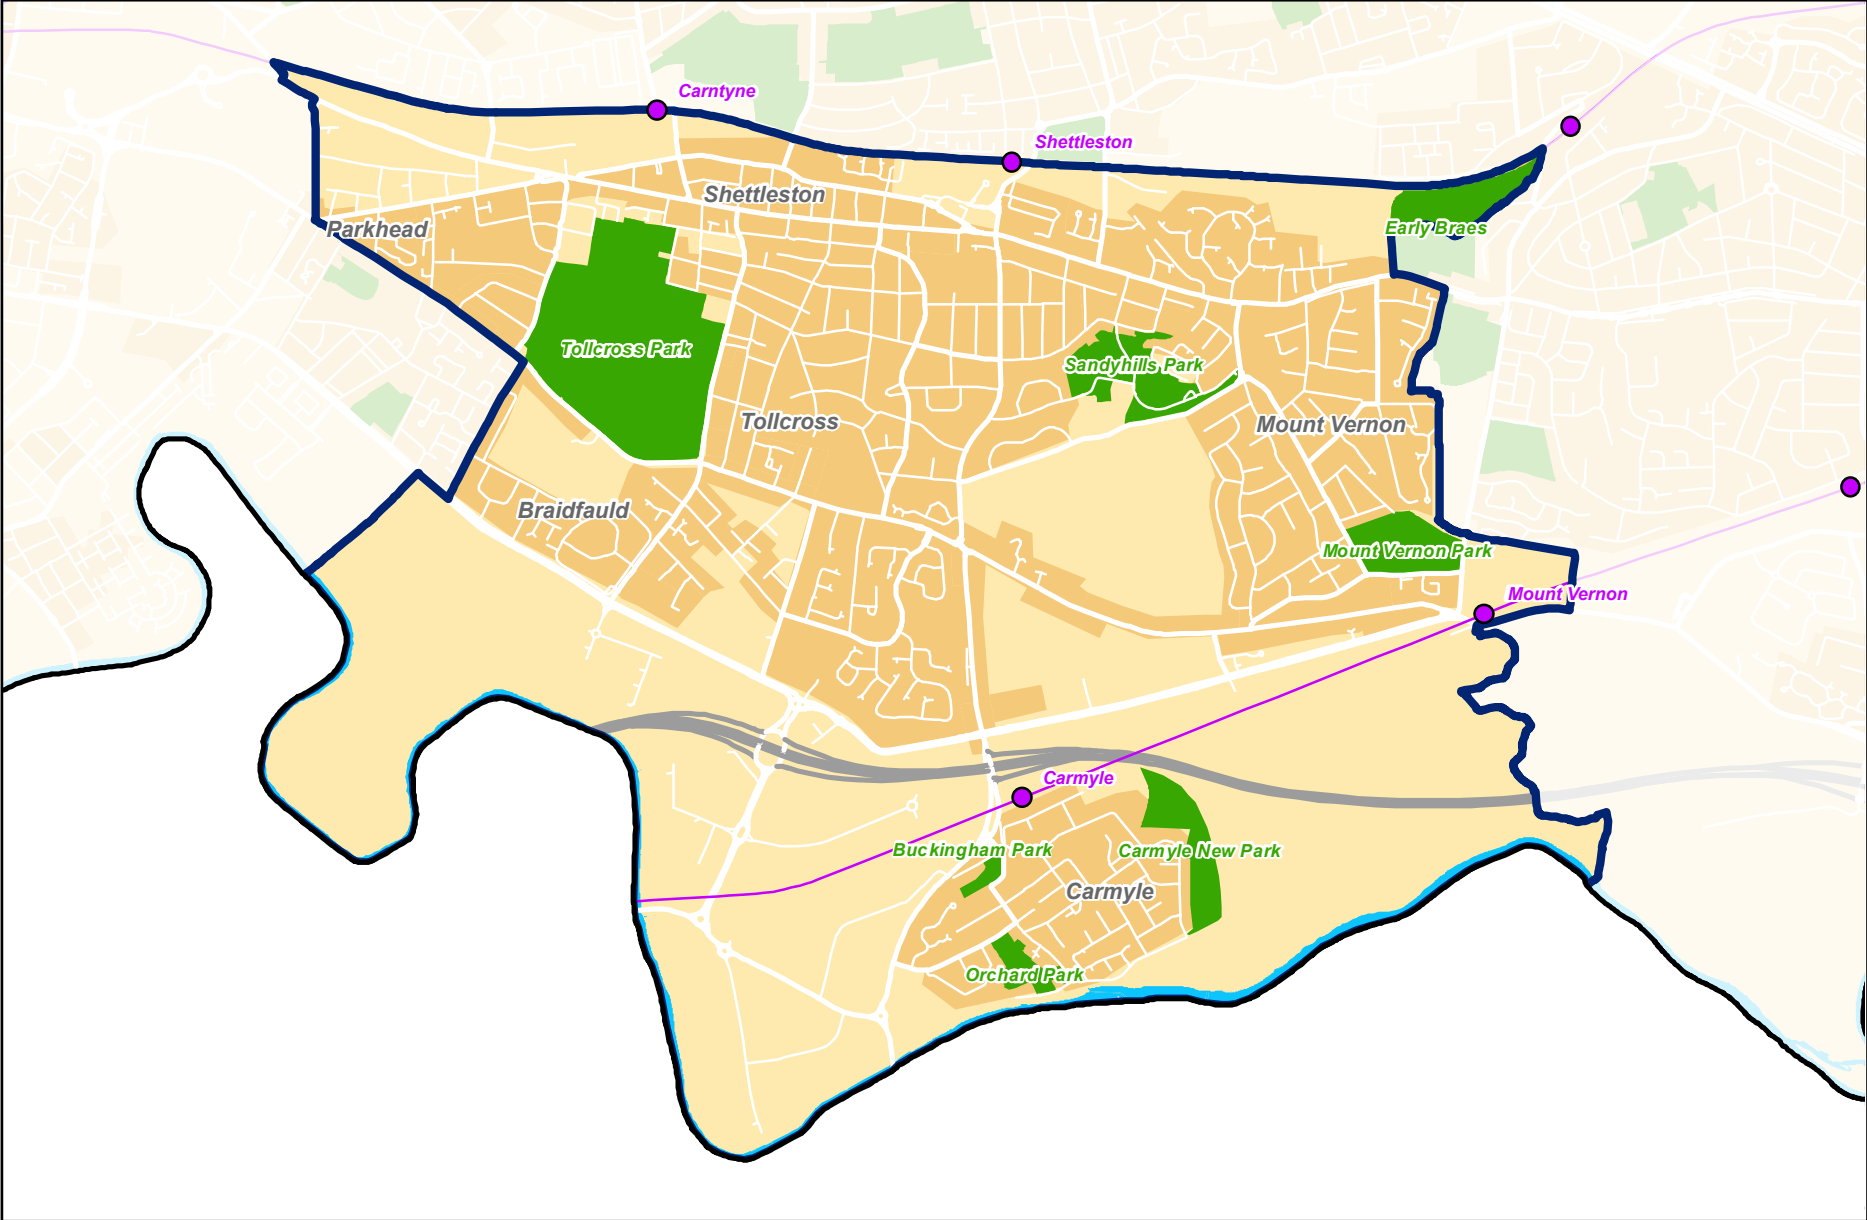 Carntyne
Shettleston
Shettleston
Parkhead
Early Braes
Tollcross Park
Sandyhills Park
Tollcross
Mount Vernon
Braidfauld
Mount Vernon Park
Mount Vernon
Carmyle
Buckingham Park
Carmyle New Park
Carmyle
Orchard Park